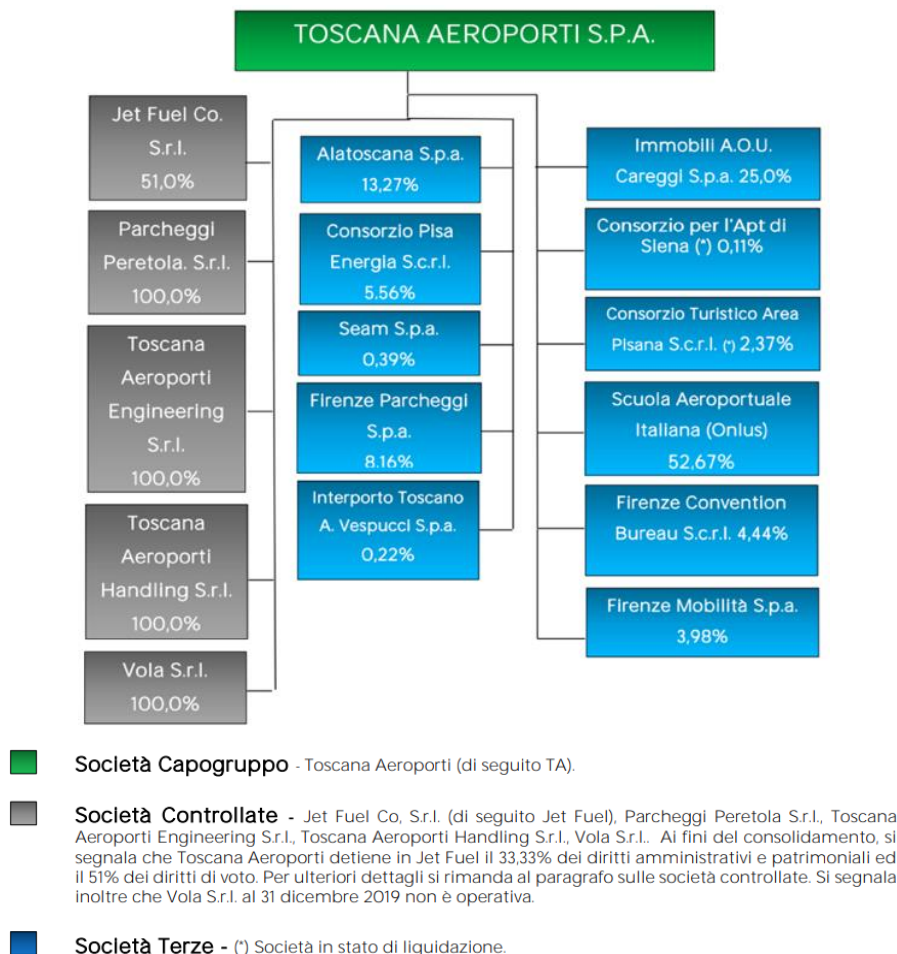 TOSCANA AEROPORTI S.P.A.
Jet Fuel Co.
S.r.l.
51,0%
Parcheggi
Peretola. S.r.l.
100,0%
Toscana
Aeroporti
Engineering
S.r.l.
100,0%
Toscana
Aeroporti
Handling S.r.l.
100,0%
Vola S.r.l.
100,0%
Alatoscana S.p.a.
13,27%
Consorzio Pisa
Energia S.c.r.l.
5,56%
Seam S.p.a.
0,39%
Firenze Parcheggi
S.p.a.
8,16%
Interporto Toscano
A. Vespucci S.p.a.
0,22%
Immobili A.O.U.
Careggi S.p.a. 25,0%
Consorzio per l'Apt di
Siena (*) 0,11%
Consorzio Turistico Area
Pisana S.c.r.l. (*) 2,37%
Scuola Aeroportuale
Italiana (Onlus)
52,67%
Firenze Convention
Bureau S.c.r.l. 4,44%
Firenze Mobilità S.p.a.
3,98%
Società Capogruppo - Toscana Aeroporti (di seguito TA).
Società Controllate - Jet Fuel Co, S.r.l. (di seguito Jet Fuel), Parcheggi Peretola S.r.l., Toscana
Aeroporti Engineering S.r.l., Toscana Aeroporti Handling S.r.l., Vola S.r.l.. Ai fini del consolidamento, si
segnala che Toscana Aeroporti detiene in Jet Fuel il 33,33% dei diritti amministrativi e patrimoniali ed
il 51% dei diritti di voto. Per ulteriori dettagli si rimanda al paragrafo sulle società controllate. Si segnala
inoltre che Vola S.r.l. al 31 dicembre 2019 non è operativa.
Società Terze - (*) Società in stato di liquidazione.